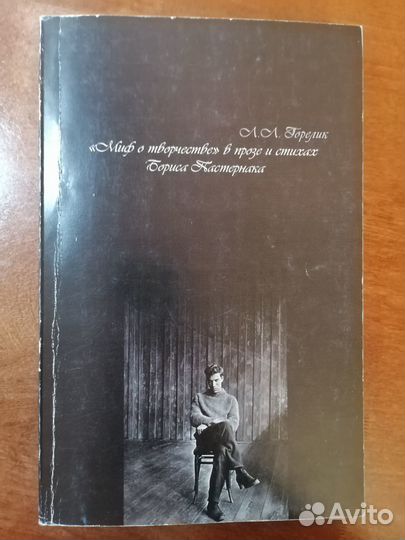 Л.Л. Горелик
«Миф о творчестве» в прозе и стихах
Бориса Пастернака
Avito